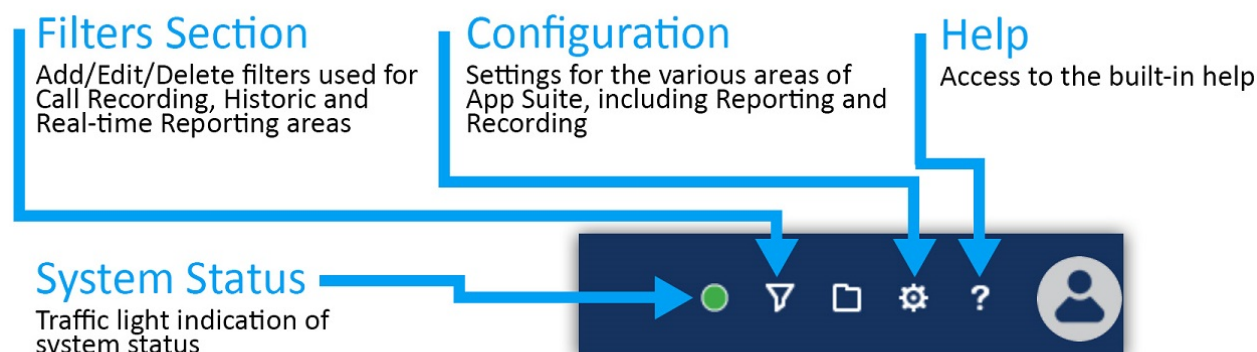 Filters Section
Add/Edit/Delete filters used for
Call Recording, Historic and
Real-time Reporting areas
Configuration
Settings for the various areas of
App Suite, including Reporting and
Recording
Help
Access to the built-in help
System Status
Traffic light indication of
system status
?